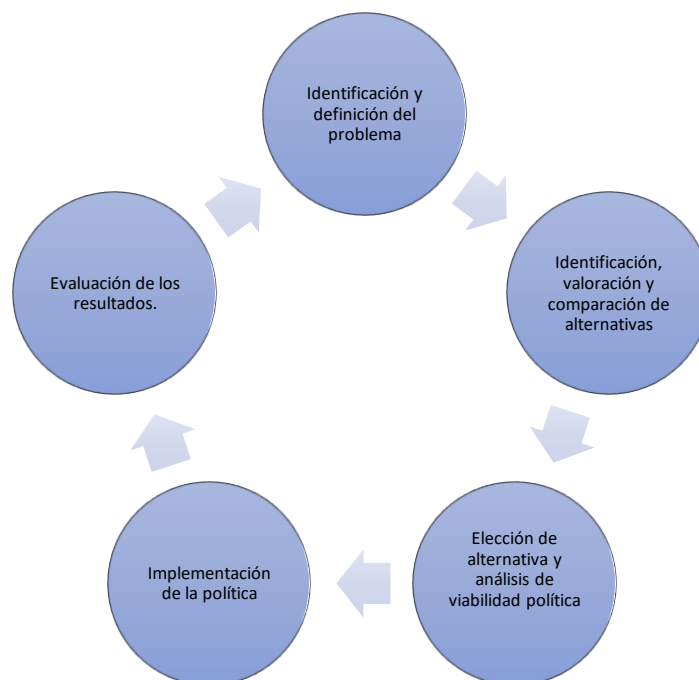 Identificación y
definición del
problema
Identificación,
valoración y
comparación de
alternativas
Elección de
alternativa y
análisis de
viabilidad política
Implementación
de la política
Evaluación de los
resultados.